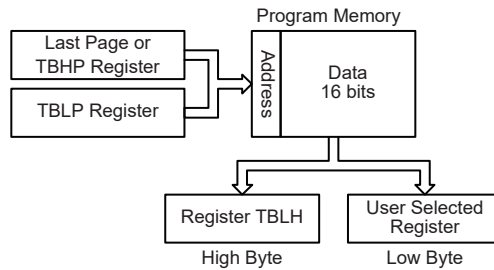 Program Memory
Last Page or
TBHP Register
TBLP Register
Address
Data
16 bits
Register TBLH
User Selected
Register
High Byte
Low Byte